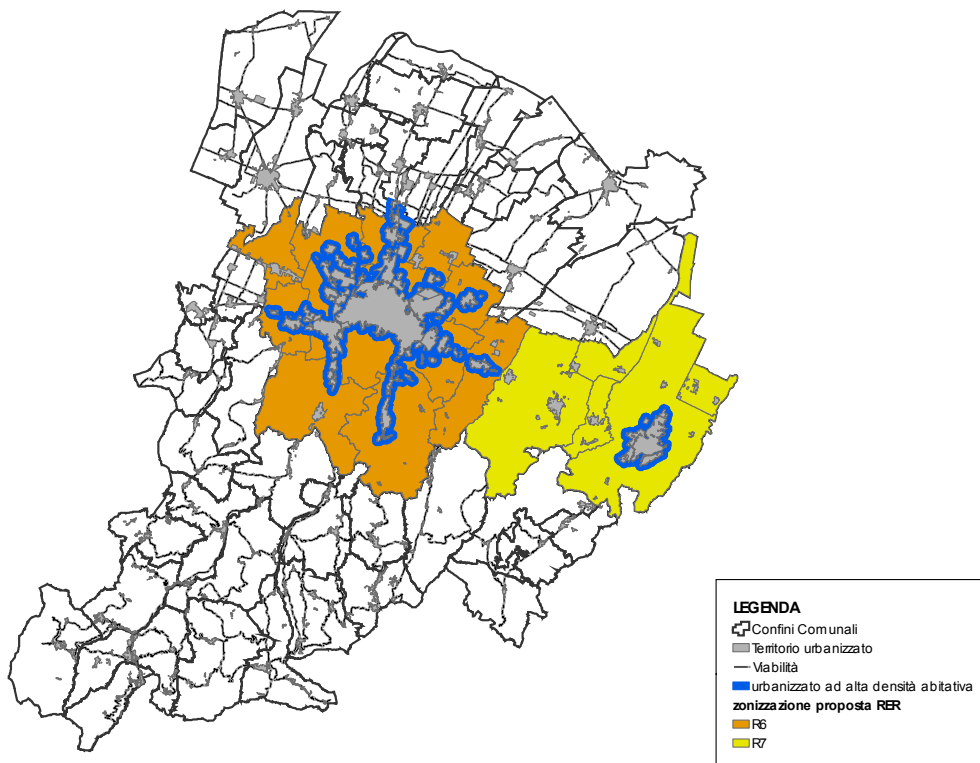 LEGENDA
Confini Comunali
Territorio urbanizzato
Viabilità
urbanizzato ad alta densità abitativa
zonizzazione proposta RER
R6
R7